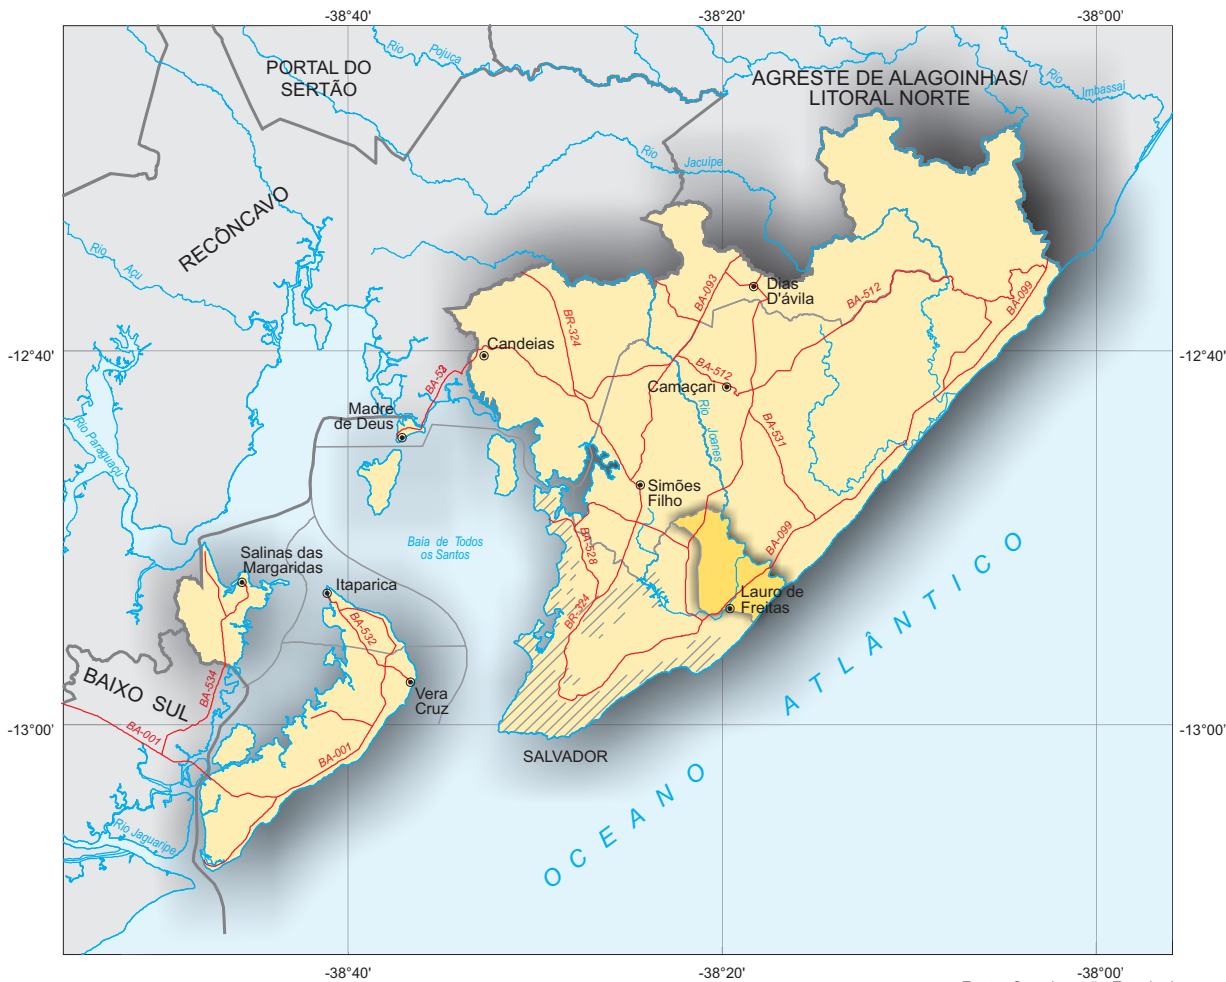 -38°40'
-38°20'
-38°00'
Rio
Pojuca
PORTAL DO
SERTÃO
AGRESTE DE ALAGOINHAS/
LITORAL NORTE
Rio
Imbassaí
Rio
Jacuípe
RECÔNCAVO
Rio
Açu
BA-093
Dias
D'ávila
BA-512
BA-099
BR-324
-12°40'
-12°40'
Candeias
BA-52
BA-512
Camaçari
Rio
Joanes
Madre
de Deus
Rio Paraguaçu
BA-531
Simões
Filho
Baia de Todos
os Santos
BA-528
BA-099
Salinas das
Margaridas
Itaparica
BA-532
BR-324
Lauro de
Freitas
BAIXO SUL
BA-534
Vera
Cruz
BA-001
BA-001
-13°00'
-13°00'
SALVADOR
OCEANO ATLÂNTICO
Rio Jaguaripe
-38°40'
-38°20'
-38°00'